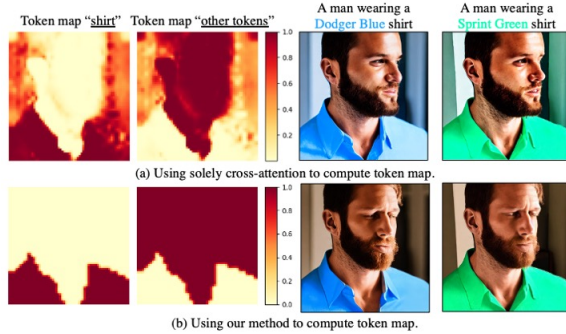 Token map “shirt”
Token map “other tokens”
A man wearing a
Dodger Blue shirt
A man wearing a
Sprint Green shirt
1.0
0.8
0.6
0.4
0.2
(a) Using solely cross-attention to compute token map.
1.0
0.8
0.6
0.4
0.2
0.0
(b) Using our method to compute token map.